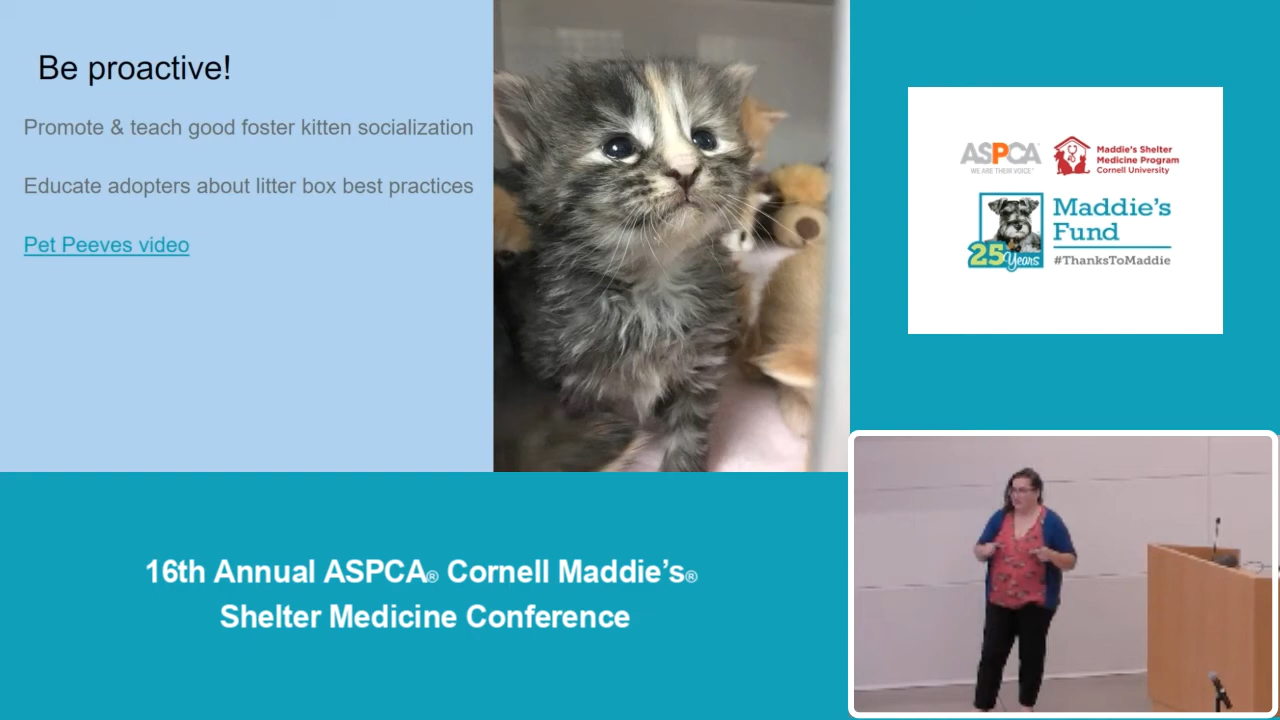 Be proactive!
Promote & teach good foster kitten socialization
Educate adopters about litter box best practices
Pet Peeves video
ASPCA
WE ARE THEIR VOICE®
Maddie's Shelter
Medicine Program
Cornell University
Maddie's
Fund
25 Years
#ThanksToMaddie
16th Annual ASPCA® Cornell Maddie's®
Shelter Medicine Conference